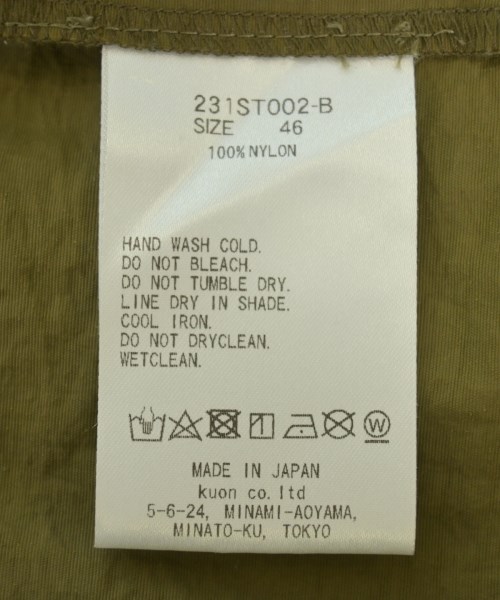 231ST002-B
SIZE 46
100% NYLON
HAND WASH COLD.
DO NOT BLEACH.
DO NOT TUMBLE DRY.
LINE DRY IN SHADE.
COOL IRON.
DO NOT DRYCLEAN.
WETCLEAN.
W
MADE IN JAPAN
kuon co. ltd
5-6-24, MINAMI-AOYAMA,
MINATO-KU, TOKYO